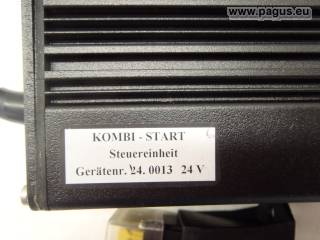 www.pagus.eu
KOMBI - START
Steuereinheit
Gerätenr. 24. 0013 24 V